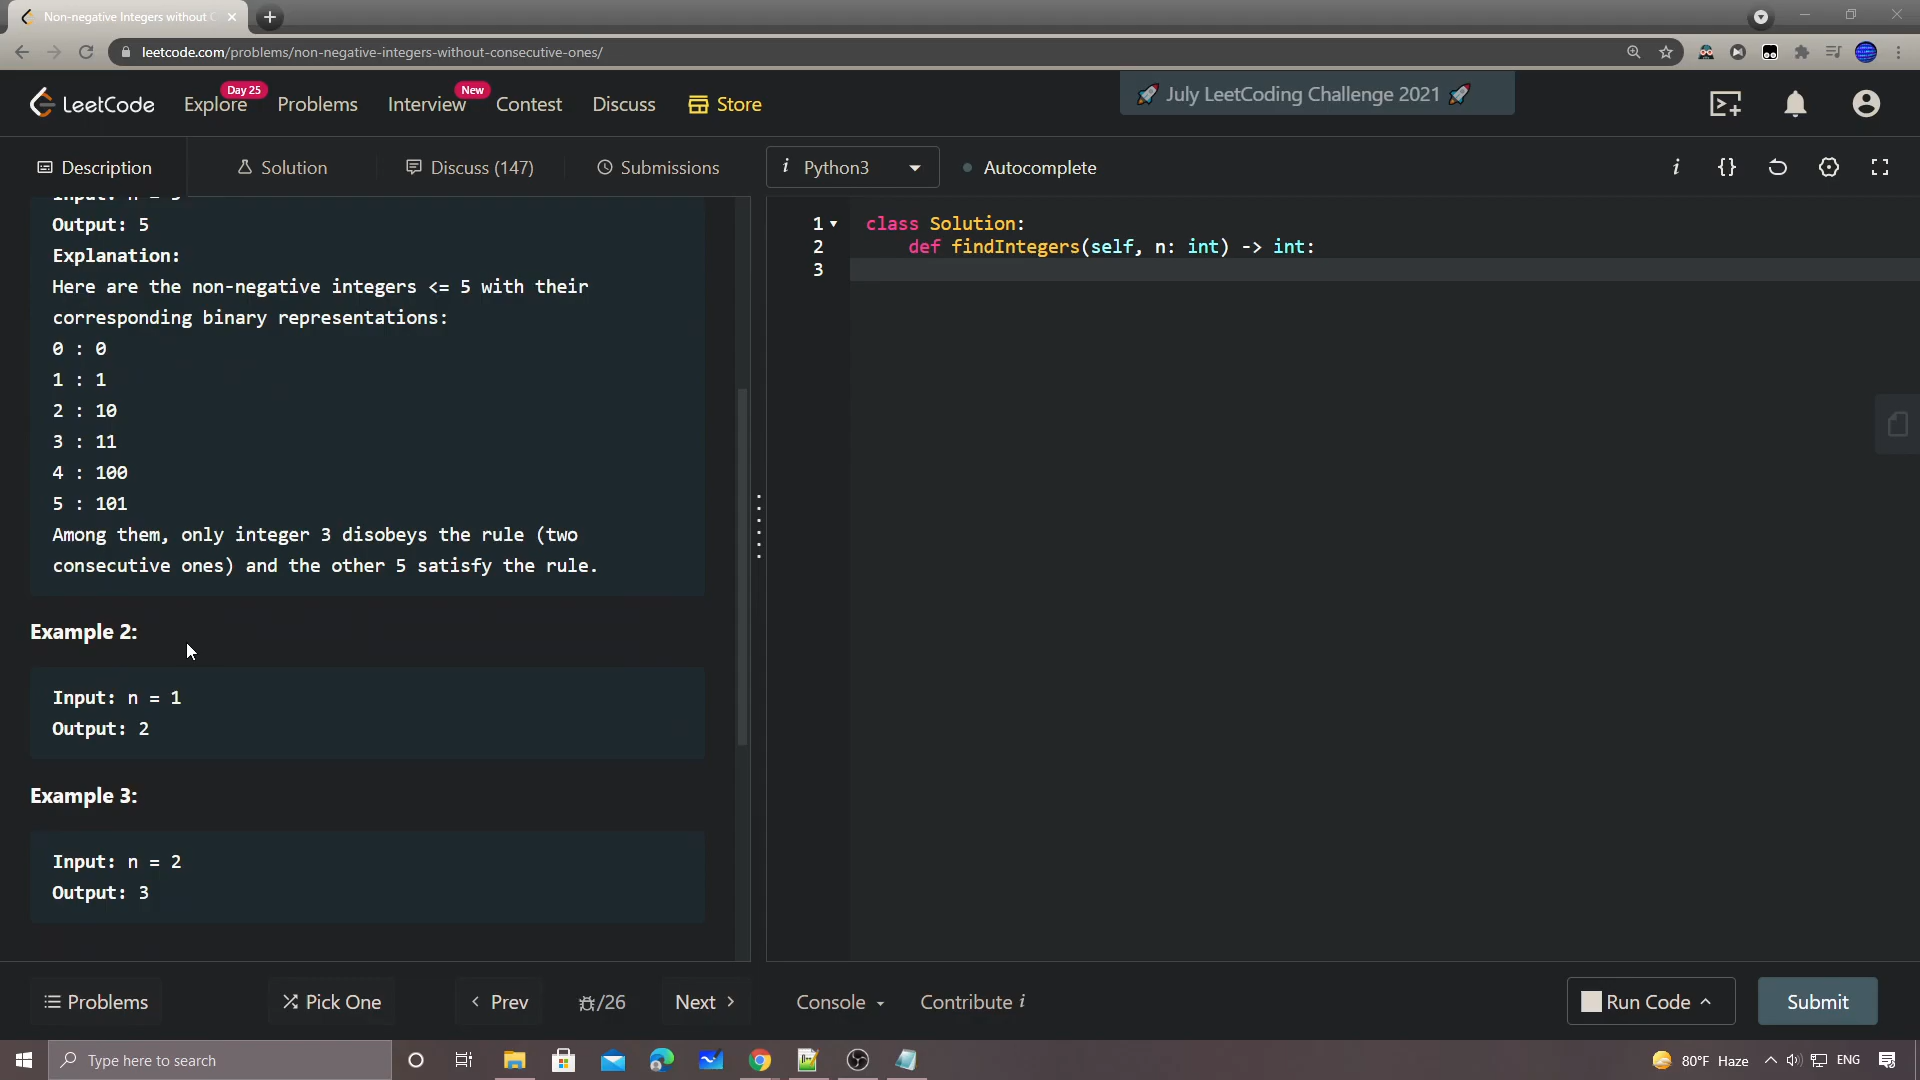 Non-negative Integers without
leetcode.com/problems/non-negative-integers-without-consecutive-ones/
LeetCode
Explore
Day 25
Problems
Interview
New
Contest
Discuss
Store
🚀 July LeetCoding Challenge 2021 🚀
Description
Solution
Discuss (147)
Submissions
i Python3
Autocomplete
i
{}
Output: 5
Explanation:
Here are the non-negative integers <= 5 with their
corresponding binary representations:
0 : 0
1 : 1
2 : 10
3 : 11
4 : 100
5 : 101
Among them, only integer 3 disobeys the rule (two
consecutive ones) and the other 5 satisfy the rule.
Example 2:
Input: n = 1
Output: 2
Example 3:
Input: n = 2
Output: 3
1 class Solution:
2 def findIntegers(self, n: int) -> int:
3
Problems
Pick One
Prev
/26
Next
Console
Contribute i
Run Code
Submit
Type here to search
80°F Haze
ENG